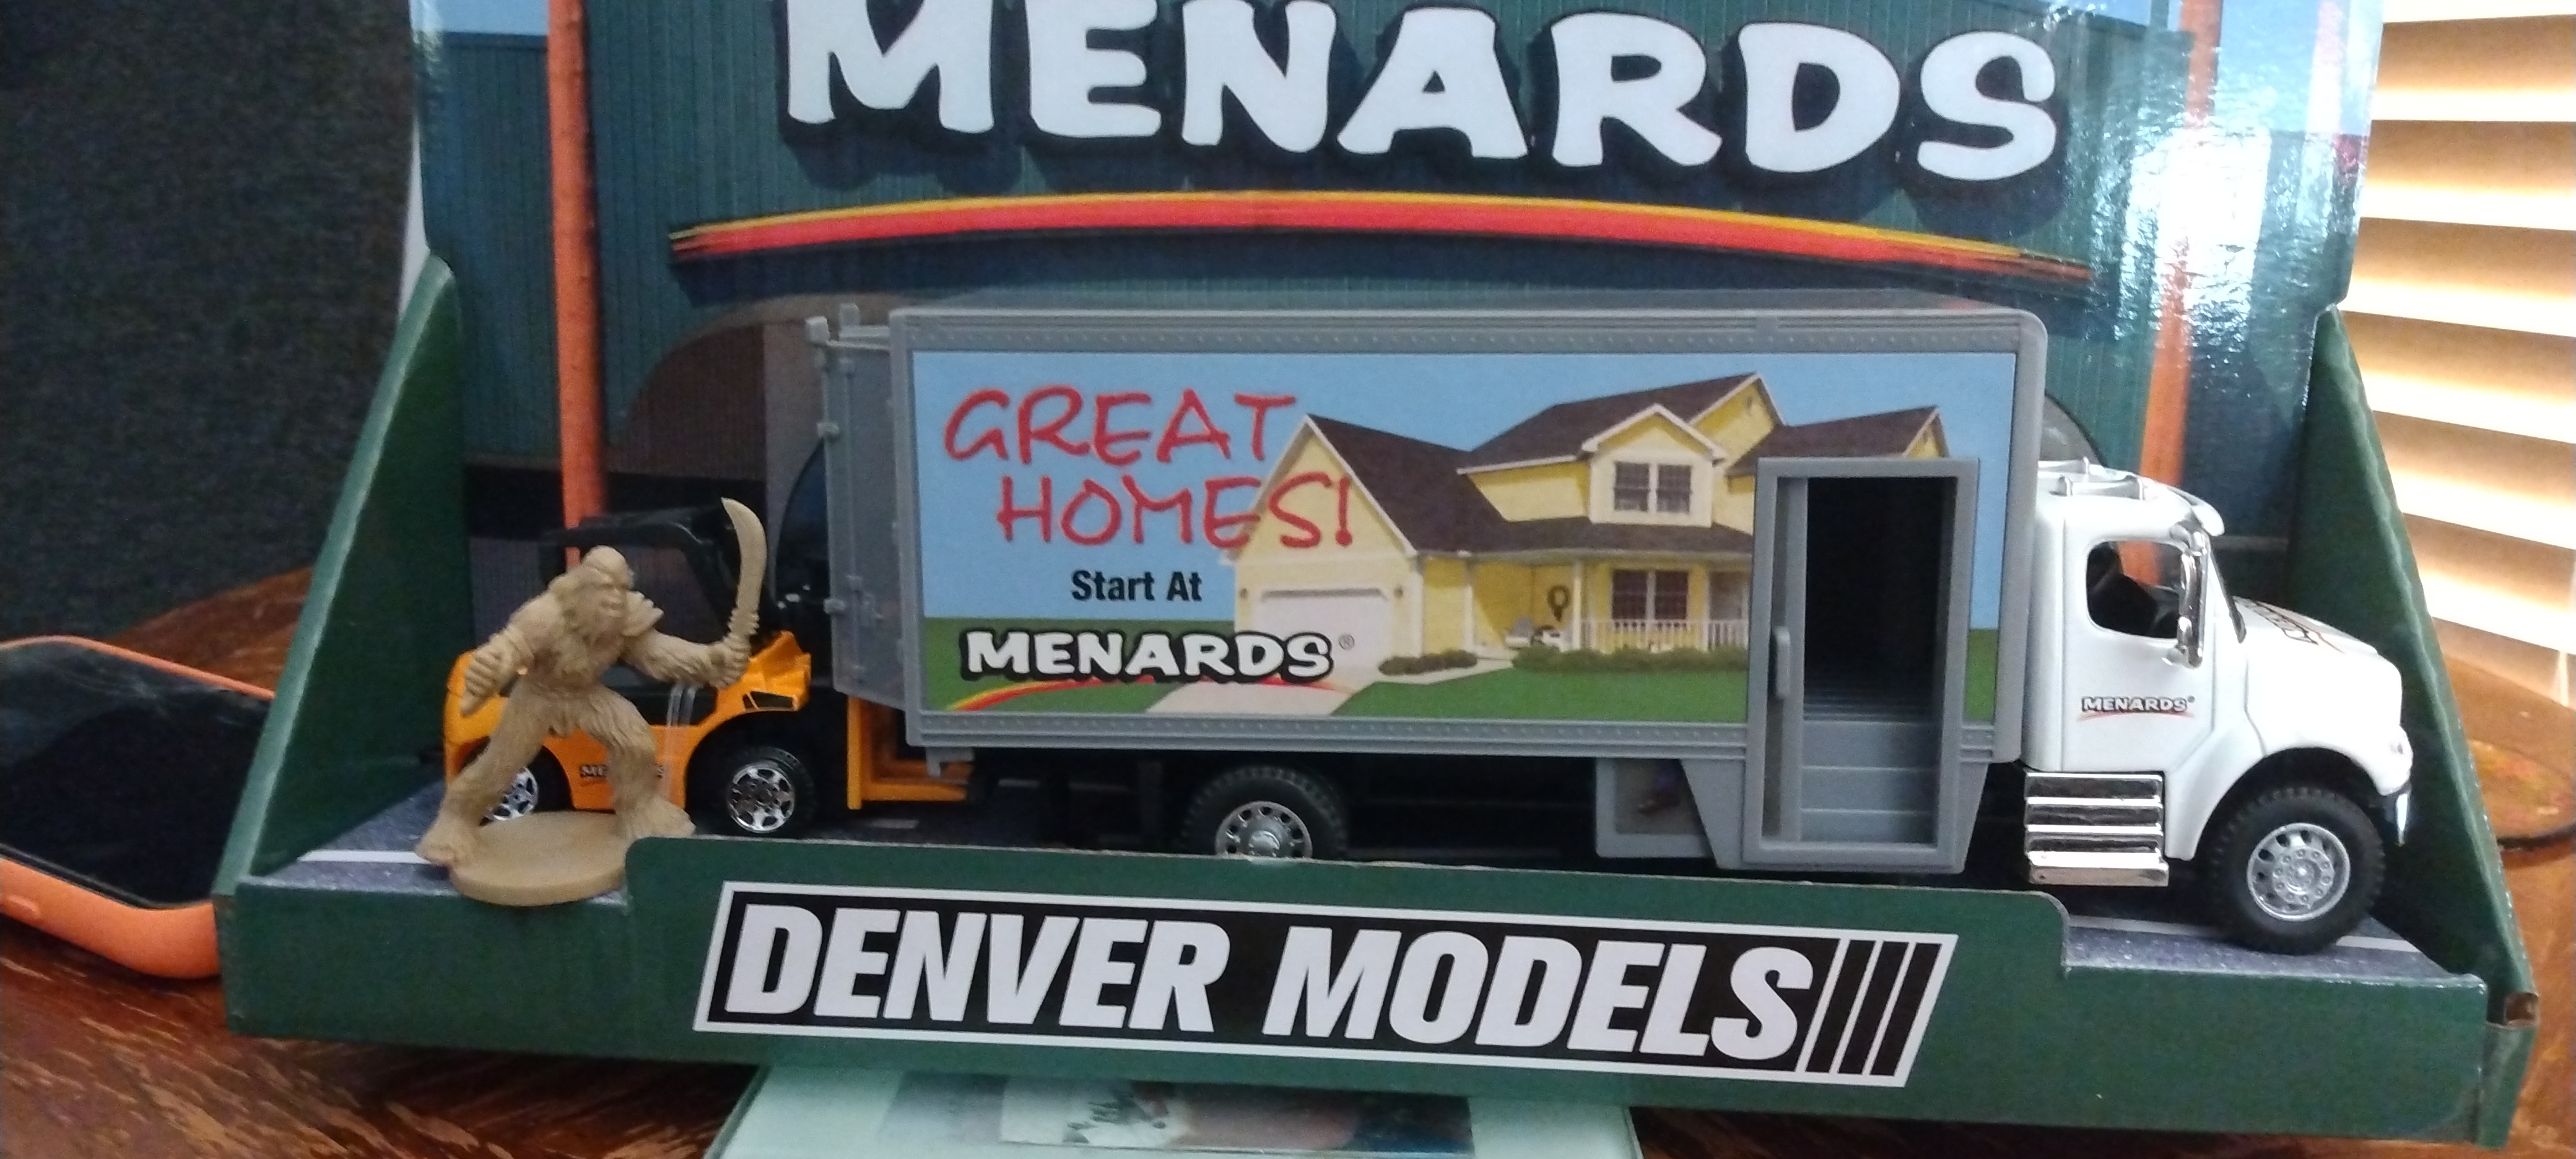 MENARDS
GREAT
HOMES!
Start At
MENARDS®
MENARDS®
DENVER MODELS